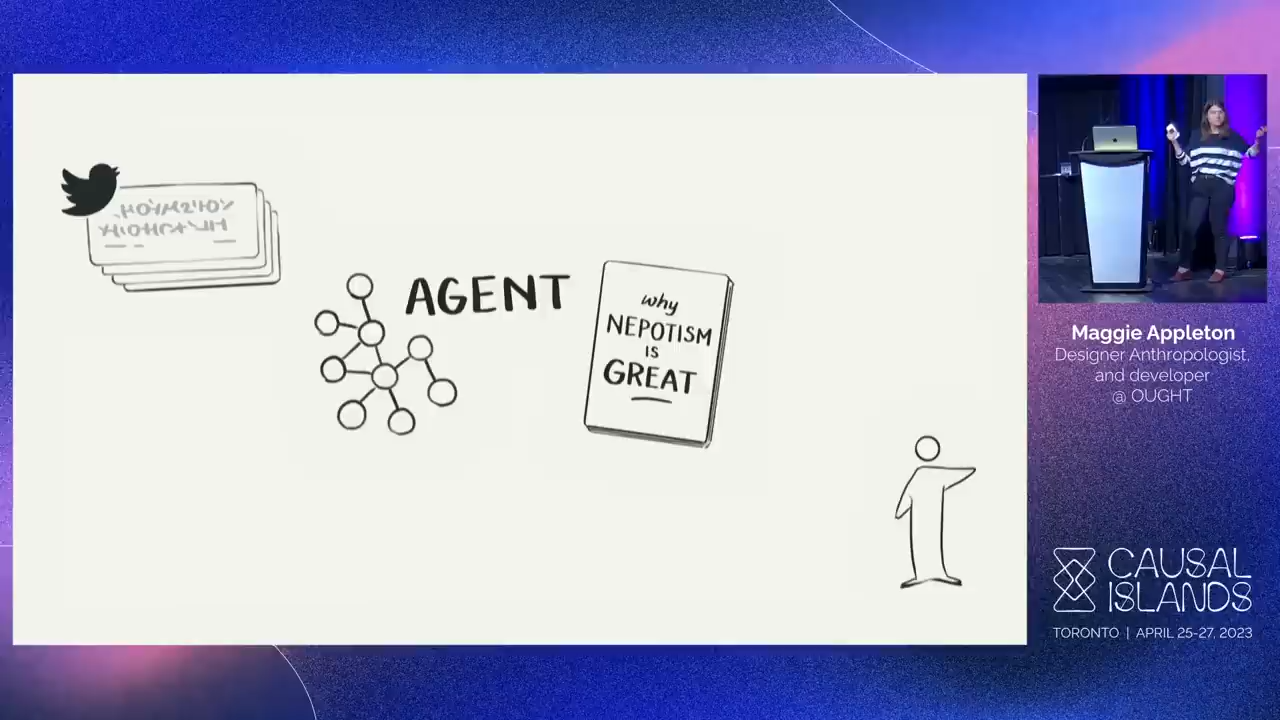 AGENT
why
NEPOTISM
IS
GREAT
Maggie Appleton
Designer Anthropologist,
and developer
@ OUGHT
CAUSAL
ISLANDS
TORONTO | APRIL 25-27, 2023